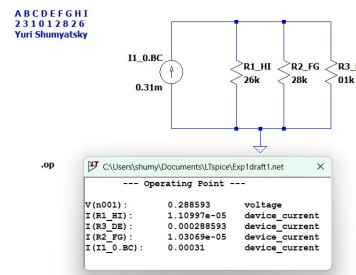 A B C D E F G H I
2 3 1 0 1 2 8 2 6
Yuri Shumyatsky
I1_0.BC
0.31m
R1_HI
26k
R2_FG
28k
R3_
01k
.op
C:\Users\shumy\Documents\LTspice\Exp1draft1.net
--- Operating Point ---
V(n001): 0.288593 voltage
I(R1_HI): 1.10997e-05 device_current
I(R3_DE): 0.000288593 device_current
I(R2_FG): 1.03069e-05 device_current
I(I1_0.BC): 0.00031 device_current